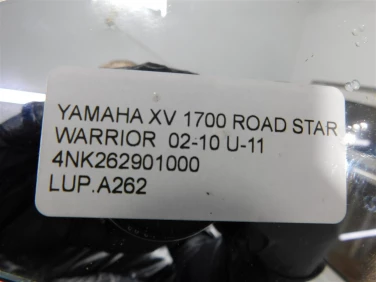 YAMAHA XV 1700 ROAD STAR
WARRIOR 02-10 U-11
4NK262901000
LUP.A262